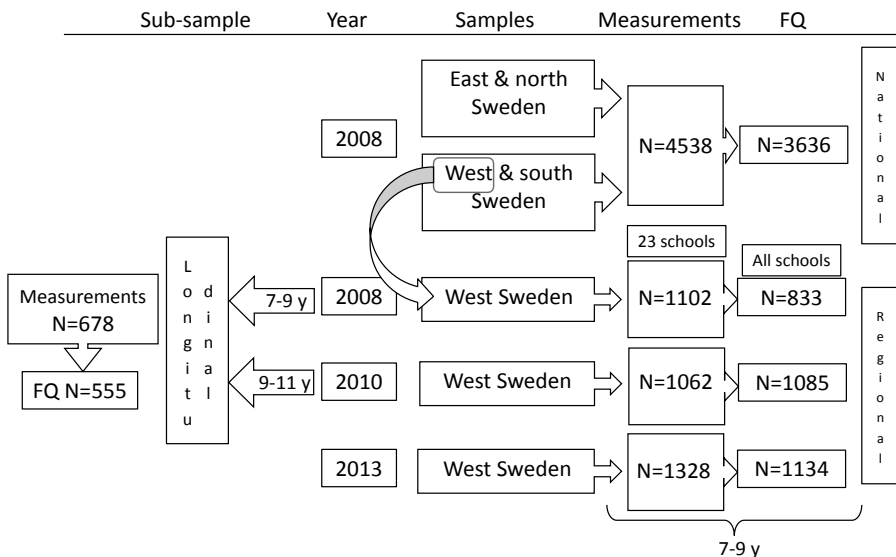 Sub-sample Year Samples Measurements FQ
East & north
Sweden
2008
N=4538
N=3636
West & south
Sweden
National
23 schools
All schools
Measurements
N=678
FQ N=555
Longitu
dinal
7-9 y
2008
West Sweden
N=1102
N=833
9-11 y
2010
West Sweden
N=1062
N=1085
2013
West Sweden
N=1328
N=1134
Regional
7-9 y